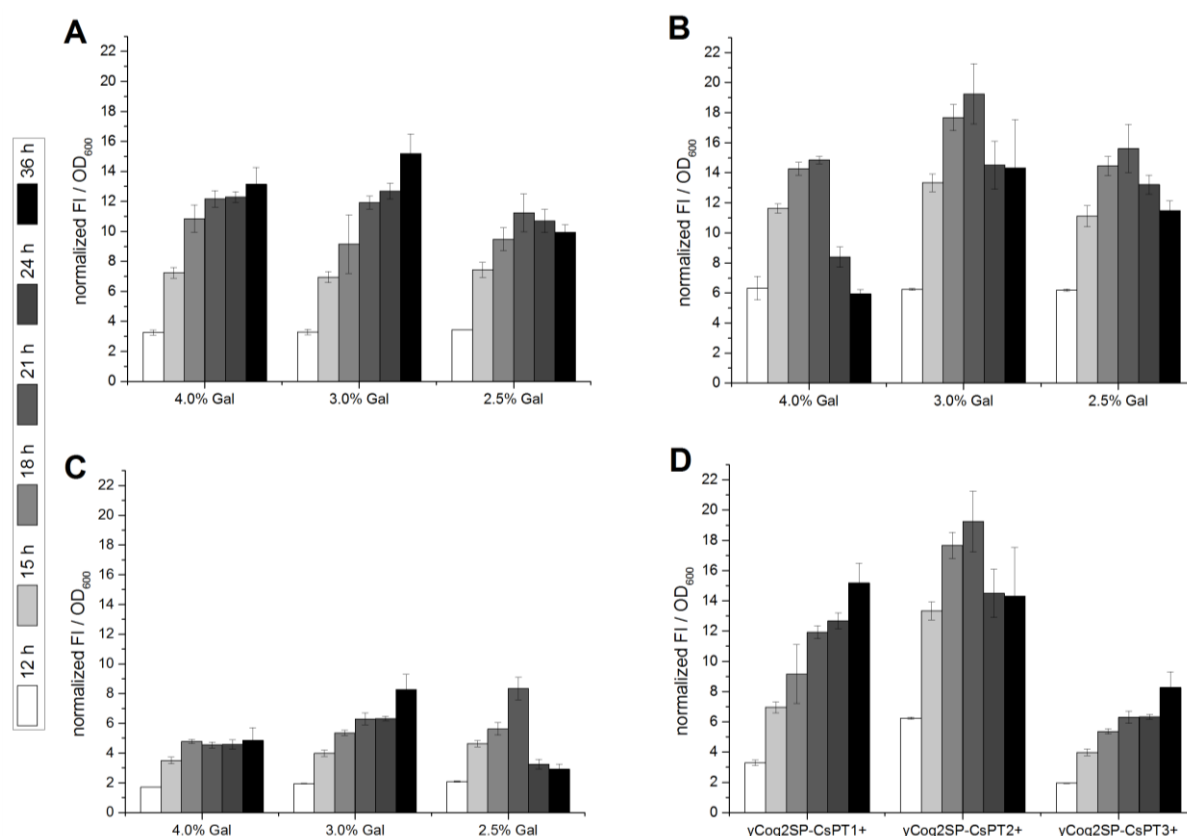 36 h
24 h
21 h
18 h
15 h
12 h
A
normalized FI / OD600
22
20
18
16
14
12
10
8
6
4
2
0
4.0% Gal 3.0% Gal 2.5% Gal
B
normalized FI / OD600
22
20
18
16
14
12
10
8
6
4
2
0
4.0% Gal 3.0% Gal 2.5% Gal
C
normalized FI / OD600
22
20
18
16
14
12
10
8
6
4
2
0
4.0% Gal 3.0% Gal 2.5% Gal
D
normalized FI / OD600
22
20
18
16
14
12
10
8
6
4
2
0
yCoq2SP-CsPT1+ yCoq2SP-CsPT2+ yCoq2SP-CsPT3+